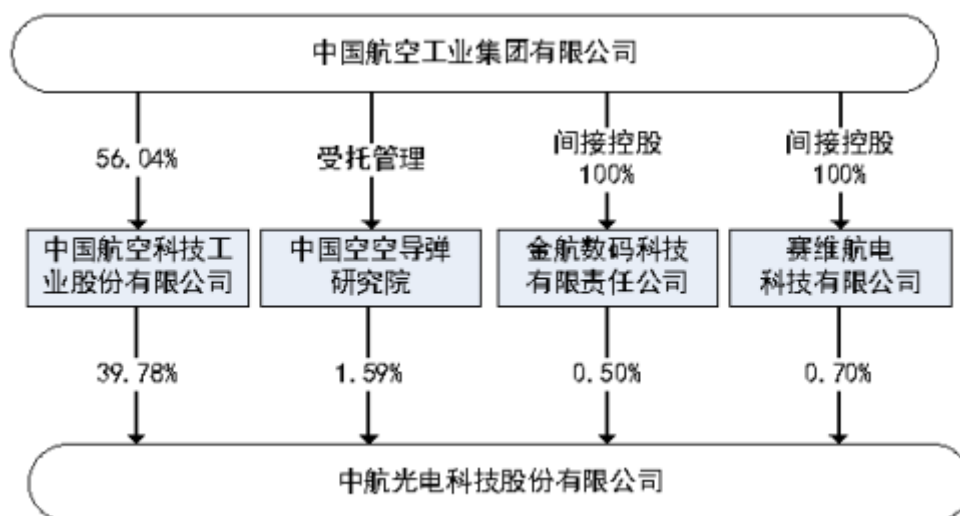 中国航空工业集团有限公司
56.04%
受托管理
间接控股
100%
间接控股
100%
中国航空科技工
业股份有限公司
中国空空导弹
研究院
金航数码科技
有限责任公司
赛维航电
科技有限公司
39.78%
1.59%
0.50%
0.70%
中航光电科技股份有限公司